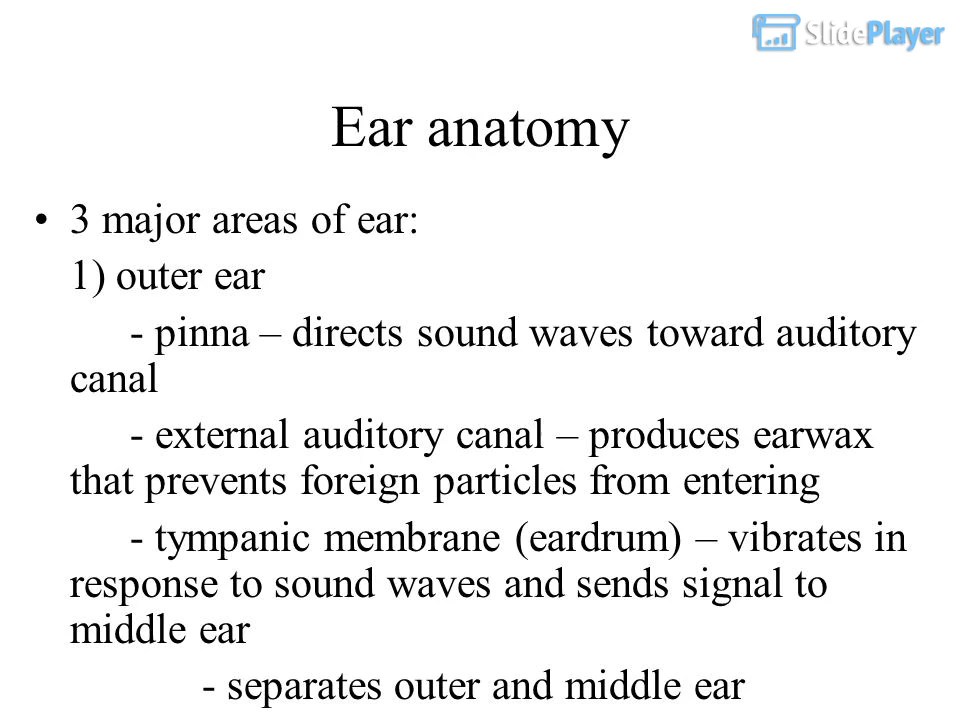 SlidePlayer
Ear anatomy
• 3 major areas of ear:
1) outer ear
- pinna – directs sound waves toward auditory
canal
- external auditory canal – produces earwax
that prevents foreign particles from entering
- tympanic membrane (eardrum) – vibrates in
response to sound waves and sends signal to
middle ear
- separates outer and middle ear